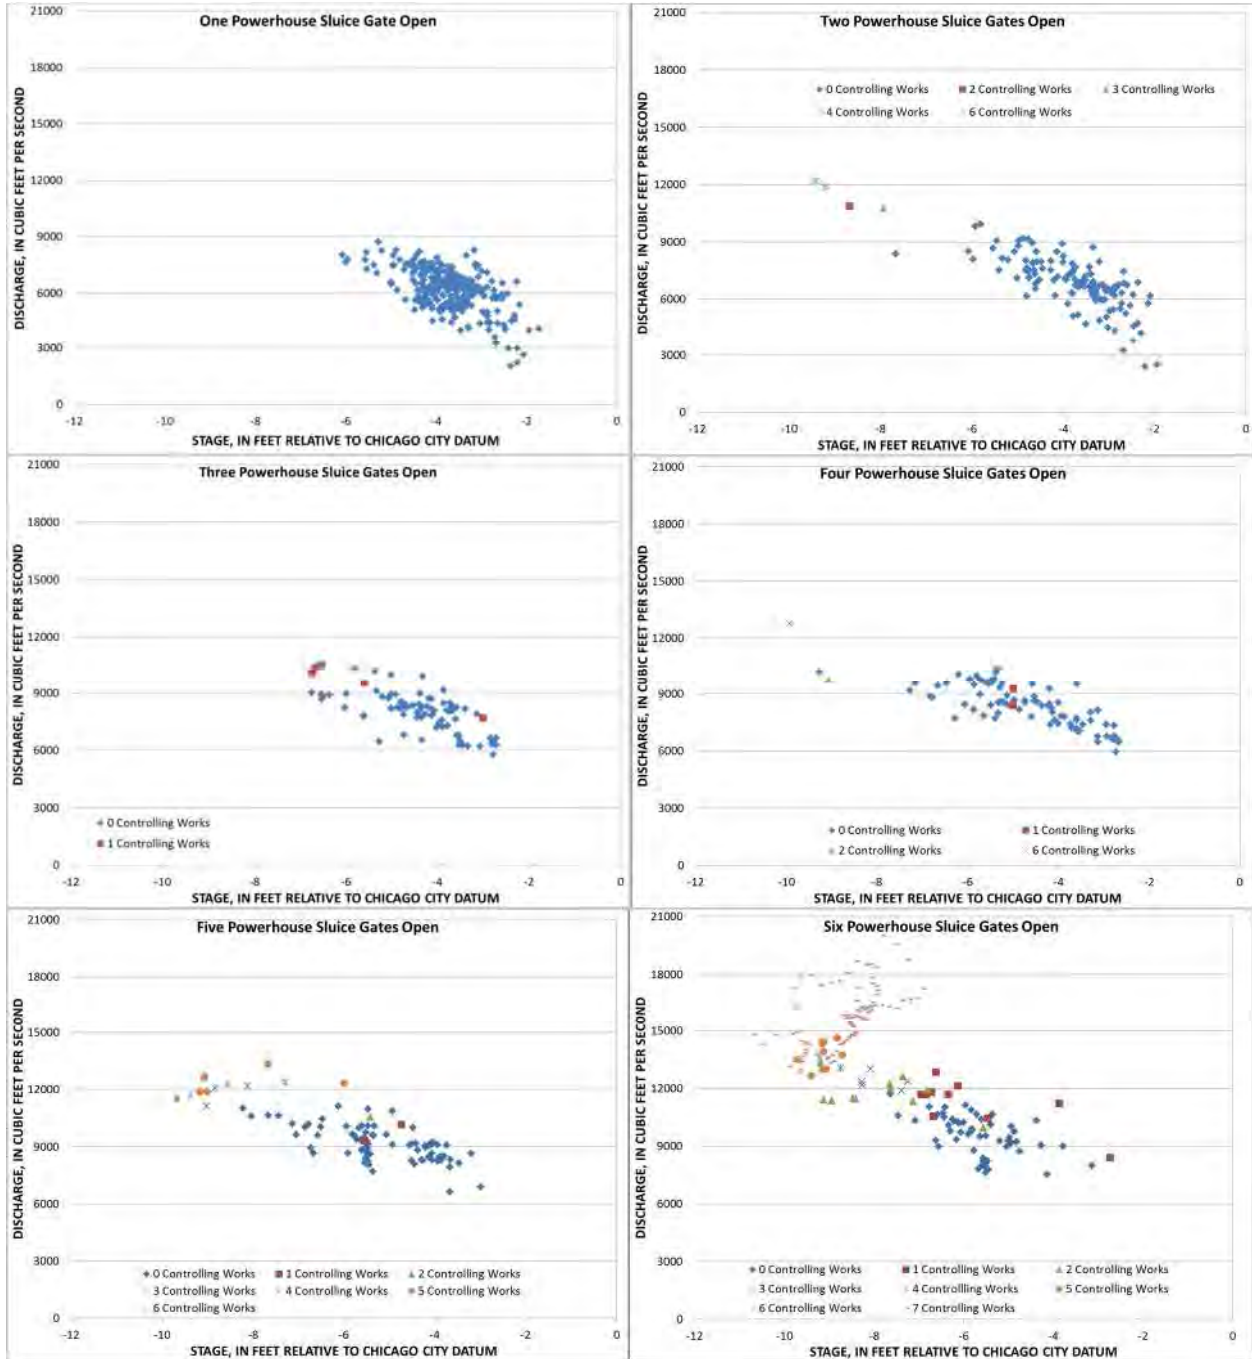 One Powerhouse Sluice Gate Open
DISCHARGE, IN CUBIC FEET PER SECOND
21000
18000
15000
12000
9000
6000
3000
0
-12 -10 -8 -6 -4 -2 0
STAGE, IN FEET RELATIVE TO CHICAGO CITY DATUM
Two Powerhouse Sluice Gates Open
DISCHARGE, IN CUBIC FEET PER SECOND
21000
18000
0 Controlling Works 2 Controlling Works 3 Controlling Works
4 Controlling Works 6 Controlling Works
15000
12000
9000
6000
3000
0
-12 -10 -8 -6 -4 -2 0
STAGE, IN FEET RELATIVE TO CHICAGO CITY DATUM
Three Powerhouse Sluice Gates Open
DISCHARGE, IN CUBIC FEET PER SECOND
21000
18000
15000
12000
9000
6000
3000
0 Controlling Works
1 Controlling Works
0
-12 -10 -8 -6 -4 -2 0
STAGE, IN FEET RELATIVE TO CHICAGO CITY DATUM
Four Powerhouse Sluice Gates Open
DISCHARGE, IN CUBIC FEET PER SECOND
21000
18000
15000
12000
9000
6000
3000
0 Controlling Works 1 Controlling Works
2 Controlling Works 6 Controlling Works
0
-12 -10 -8 -6 -4 -2 0
STAGE, IN FEET RELATIVE TO CHICAGO CITY DATUM
Five Powerhouse Sluice Gates Open
DISCHARGE, IN CUBIC FEET PER SECOND
21000
18000
15000
12000
9000
6000
3000
0 Controlling Works 1 Controlling Works 2 Controlling Works
3 Controlling Works 4 Controlling Works 5 Controlling Works
6 Controlling Works
0
-12 -10 -8 -6 -4 -2 0
STAGE, IN FEET RELATIVE TO CHICAGO CITY DATUM
Six Powerhouse Sluice Gates Open
DISCHARGE, IN CUBIC FEET PER SECOND
21000
18000
15000
12000
9000
6000
3000
0 Controlling Works 1 Controlling Works 2 Controlling Works
3 Controlling Works 4 Controllling Works 5 Controlling Works
6 Controlling Works 7 Controlling Works
0
-12 -10 -8 -6 -4 -2 0
STAGE, IN FEET RELATIVE TO CHICAGO CITY DATUM